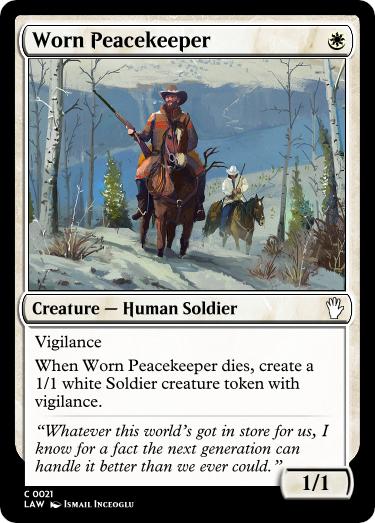 Worn Peacekeeper
Creature — Human Soldier
Vigilance
When Worn Peacekeeper dies, create a
1/1 white Soldier creature token with
vigilance.
“Whatever this world’s got in store for us, I
know for a fact the next generation can
handle it better than we ever could.”
1/1
C 0021
LAW Ismail Inceoglu